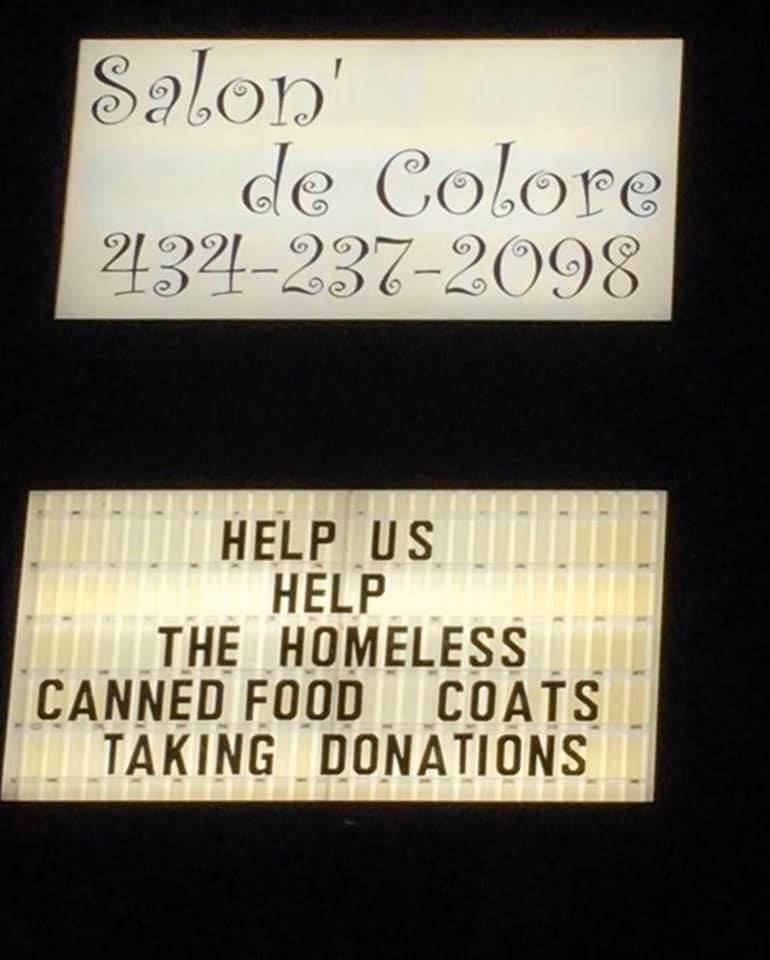 Salon'
de Colore
434-237-2098
HELP US
HELP
THE HOMELESS
CANNED FOOD COATS
TAKING DONATIONS